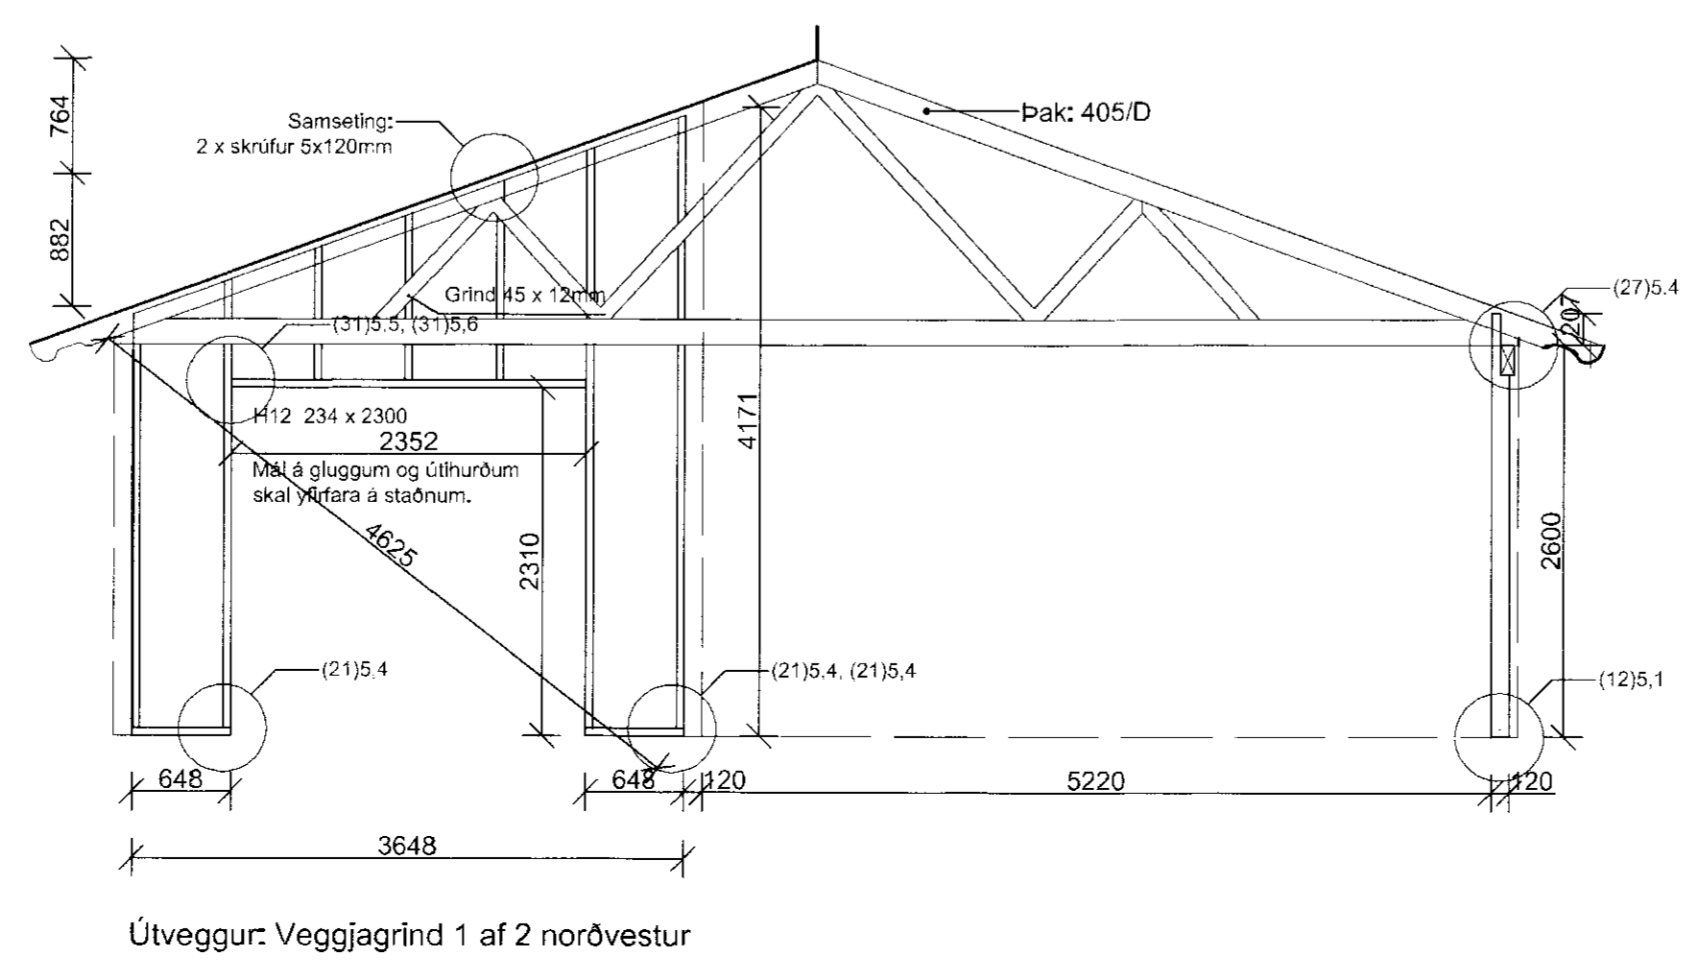 764
882
Samseting:
2 x skrúfur 5x120mm
Þak: 405/D
Grind 45 x 12mm
(31)5.5, (31)5,6
(27)5.4
207
H12 234 x 2300
2352
Mál á gluggum og útihurðum
skal yfirfara á staðnum.
4625
2310
4171
2600
(21)5,4
(21)5,4, (21)5,4
(12)5,1
648
648
120
5220
120
3648
Útveggur: Veggjagrind 1 af 2 norðvestur